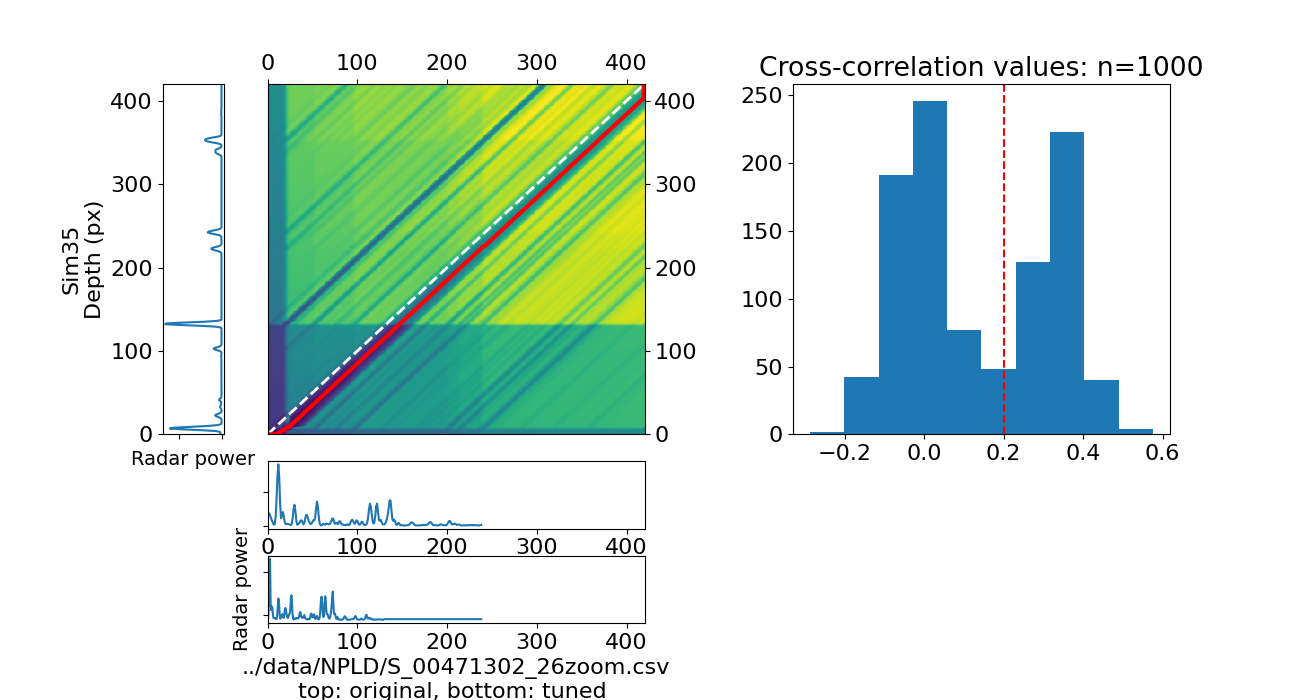 0 100 200 300 400
Cross-correlation values: n=1000
400
300
200
100
0
Sim35
Depth (px)
Radar power
400
300
200
100
0
250
200
150
100
50
0
−0.2 0.0 0.2 0.4 0.6
0 100 200 300 400
Radar power
0 100 200 300 400
../data/NPLD/S_00471302_26zoom.csv
top: original, bottom: tuned